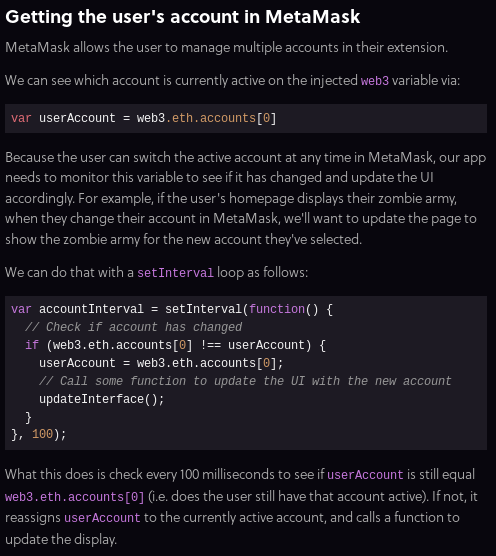 Getting the user's account in MetaMask
MetaMask allows the user to manage multiple accounts in their extension.
We can see which account is currently active on the injected web3 variable via:
var userAccount = web3.eth.accounts[0]
Because the user can switch the active account at any time in MetaMask, our app
needs to monitor this variable to see if it has changed and update the UI
accordingly. For example, if the user's homepage displays their zombie army,
when they change their account in MetaMask, we'll want to update the page to
show the zombie army for the new account they've selected.
We can do that with a setInterval loop as follows:
var accountInterval = setInterval(function() {
  // Check if account has changed
  if (web3.eth.accounts[0] !== userAccount) {
    userAccount = web3.eth.accounts[0];
    // Call some function to update the UI with the new account
    updateInterface();
  }
}, 100);
What this does is check every 100 milliseconds to see if userAccount is still equal
web3.eth.accounts[0] (i.e. does the user still have that account active). If not, it
reassigns userAccount to the currently active account, and calls a function to
update the display.